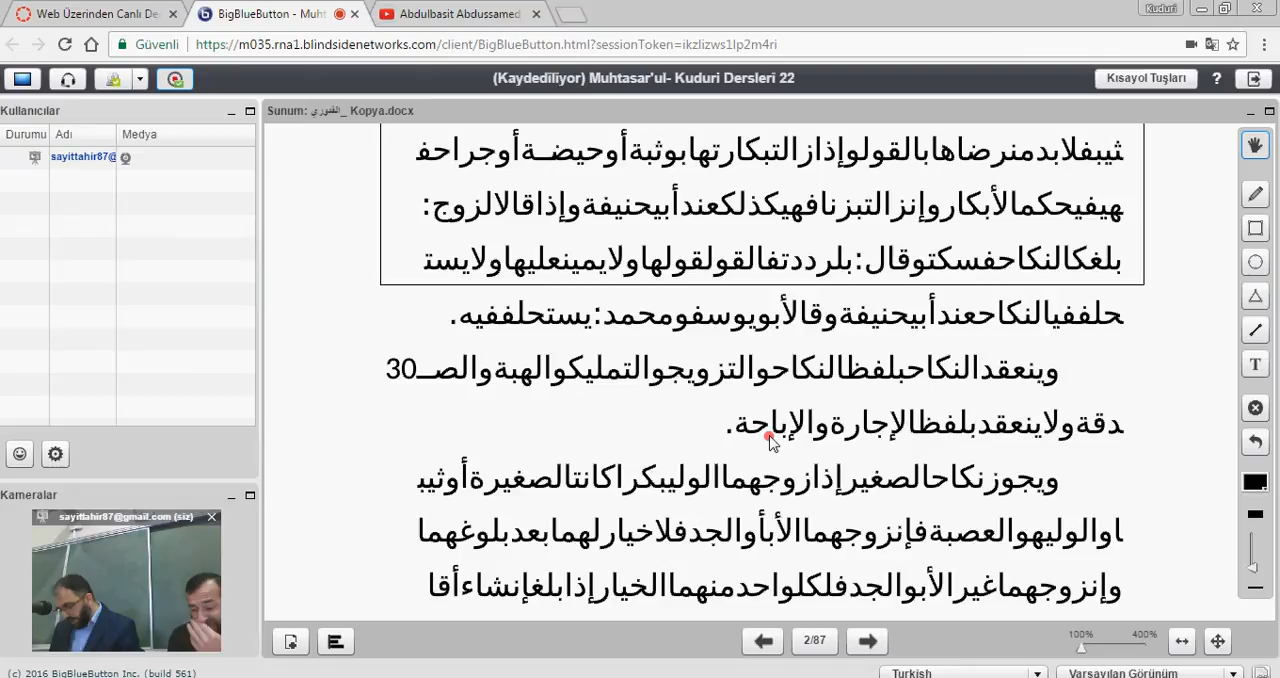 Web Üzerinden Canlı De
BigBlueButton - Muht
Abdulbasit Abdussamed
Kuduri
Güvenli
https://m035.rna1.blindsidenetworks.com/client/BigBlueButton.html?sessionToken=ikzlizws1lp2m4ri
(Kaydediliyor) Muhtasar'ul- Kuduri Dersleri 22
Kısayol Tuşları
?
Kullanıcılar
Sunum: القدوري_ Kopya.docx
Durumu Adı Medya
sayittahir87@
ثيبفلابدمنرضاهابالقولوإذازالتبكارتهابوثبةأوحيضـةأوجراحف
هيفيحكمالأبكاروإنزالتبزنافهيكذلكعندأبيحنيفةوإذاقالالزوج:
بلغكالنكاحفسكتوقال:بلرددتفالقولقولهاولايمينعليهاولايست
حلففيالنكاحعندأبيحنيفةوقالأبويوسفومحمد:يستحلففيه.
وينعقدالنكاحبلفظالنكاحوالتزويجوالتمليكوالهبةوالصــ30
دقةولاينعقدبلفظالإجارةوالإباحة.
ويجوزنكاحالصغيرإذازوجهماالوليبكراكانتالصغيرةأوثيب
اوالوليهوالعصبةفإنزوجهماالأبأوالجدفلاخيارلهمابعدبلوغهما
وإنزوجهماغيرالأبوالجدفلكلواحدمنهماالخيارإذابلغإنشاءأقا
T
Kameralar
sayittahir87@gmail.com (siz)
2/87
100% 400%
(c) 2016 BigBlueButton Inc. (build 561)
Turkish
Varsayılan Görünüm